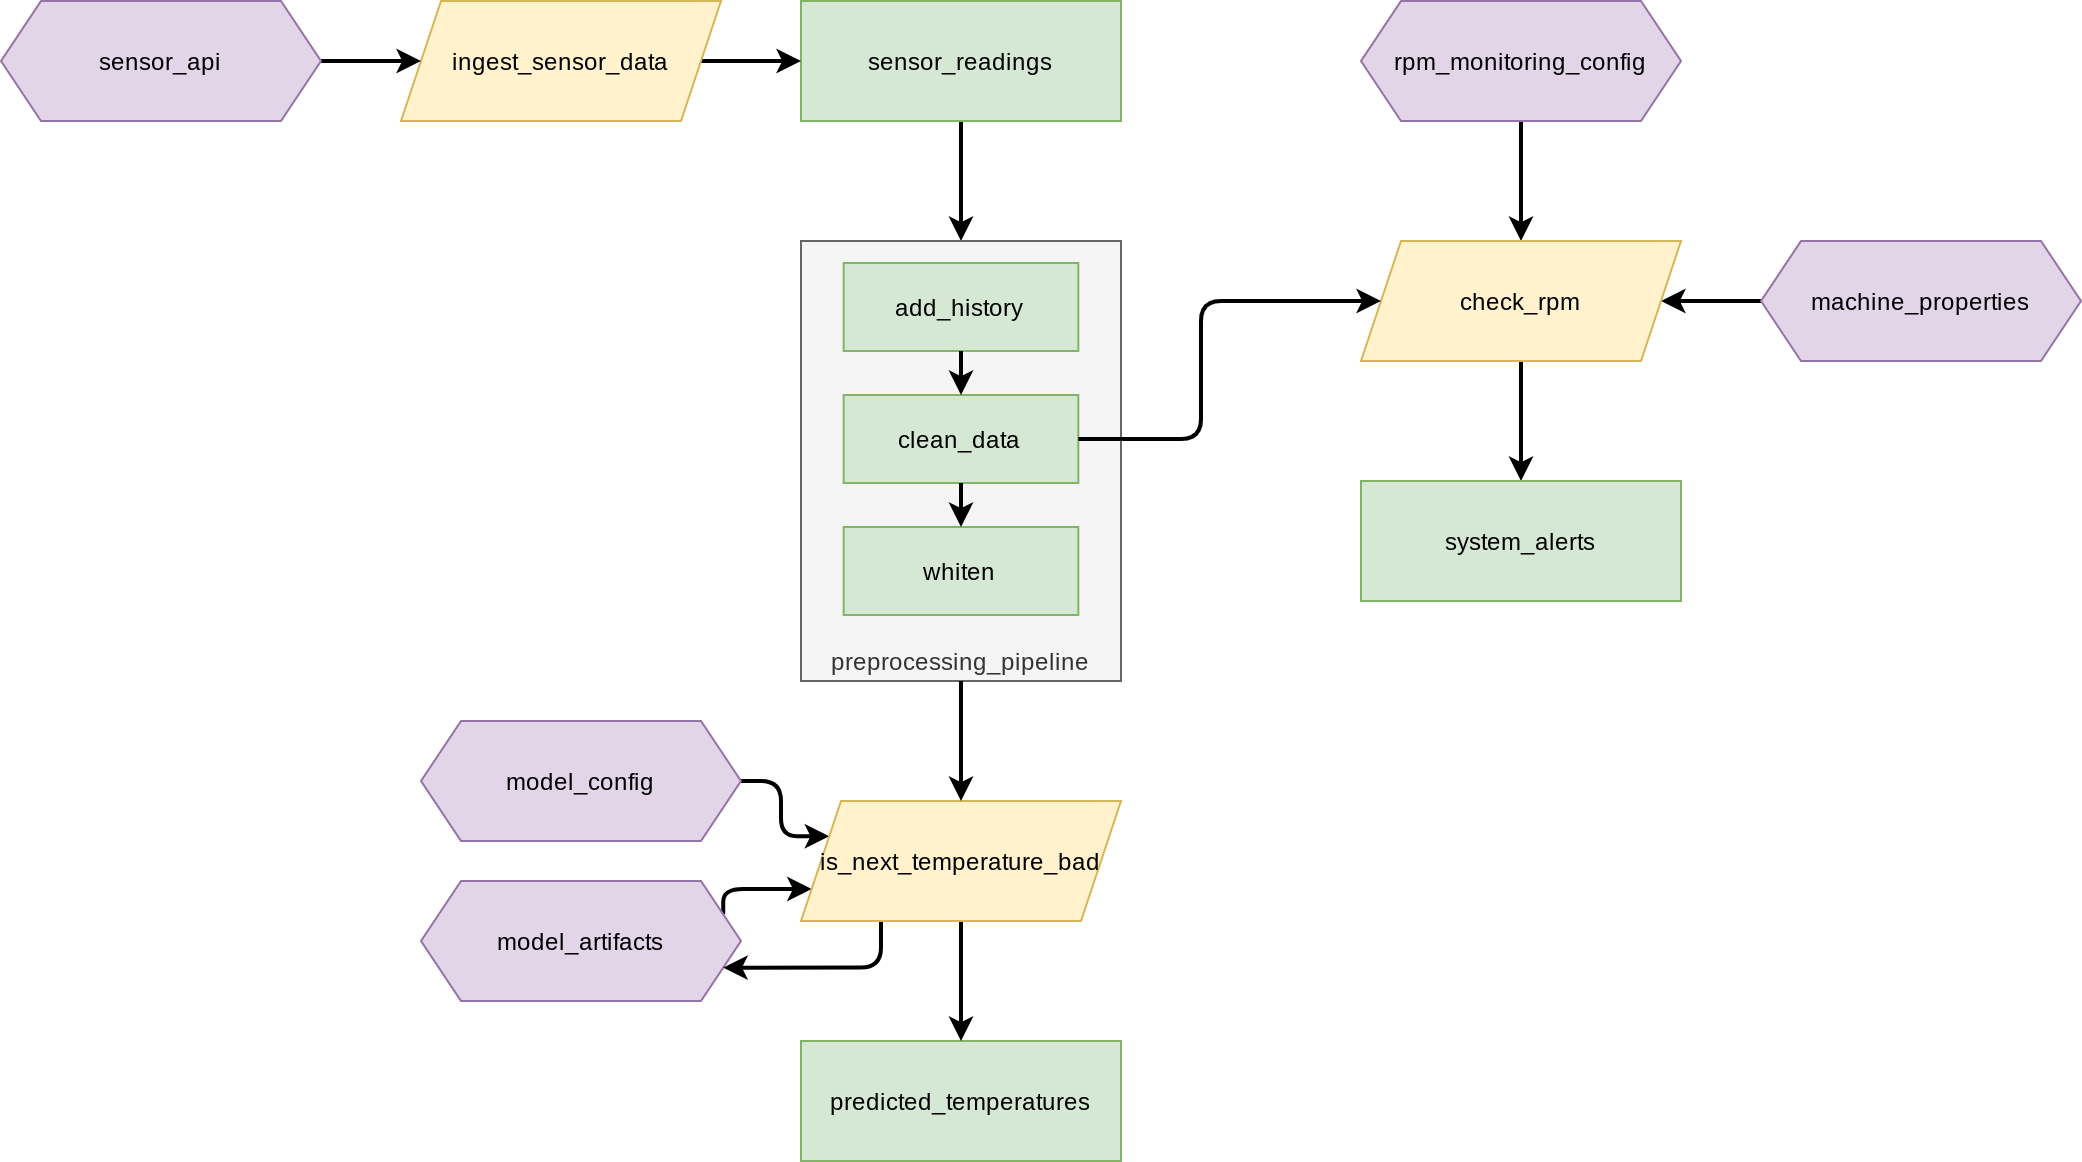 sensor_api
ingest_sensor_data
sensor_readings
rpm_monitoring_config
add_history
check_rpm
machine_properties
clean_data
system_alerts
whiten
preprocessing_pipeline
model_config
is_next_temperature_bad
model_artifacts
predicted_temperatures